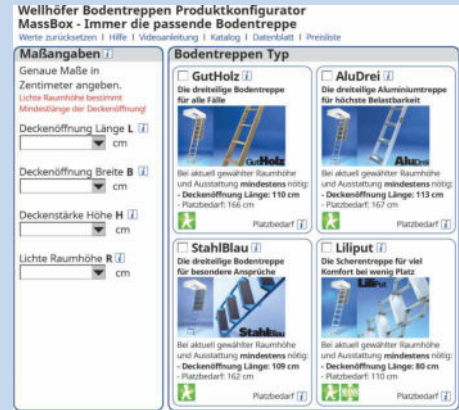 Wellhöfer Bodentreppen Produktkonfigurator
MassBox - Immer die passende Bodentreppe
Werte zurücksetzen I Hilfe I Videoanleitung I Katalog I Datenblatt I Preisliste
Maßangaben i
Genaue Maße in
Zentimeter angeben.
Lichte Raumhöhe bestimmt
Mindestlänge der Deckenöffnung!
Deckenöffnung Länge L i
cm
Deckenöffnung Breite B i
cm
Deckenstärke Höhe H i
cm
Lichte Raumhöhe R i
cm
Bodentreppen Typ
GutHolz i
Die dreiteilige Bodentreppe
für alle Fälle
GutHolz
Bei aktuell gewählter Raumhöhe
und Ausstattung mindestens nötig:
- Deckenöffnung Länge: 110 cm
- Platzbedarf: 166 cm
Platzbedarf i
AluDrei i
Die dreiteilige Aluminiumtreppe
für höchste Belastbarkeit
AluDrei
Bei aktuell gewählter Raumhöhe
und Ausstattung mindestens nötig:
- Deckenöffnung Länge: 113 cm
- Platzbedarf: 167 cm
Platzbedarf i
StahlBlau i
Die dreiteilige Bodentreppe
für besondere Ansprüche
StahlBlau
Bei aktuell gewählter Raumhöhe
und Ausstattung mindestens nötig:
- Deckenöffnung Länge: 109 cm
- Platzbedarf: 162 cm
Platzbedarf i
Liliput i
Die Scherentreppe für viel
Komfort bei wenig Platz
LiliPut
Bei aktuell gewählter Raumhöhe
und Ausstattung mindestens nötig:
- Deckenöffnung Länge: 80 cm
- Platzbedarf: 110 cm
MASS
Platzbedarf i